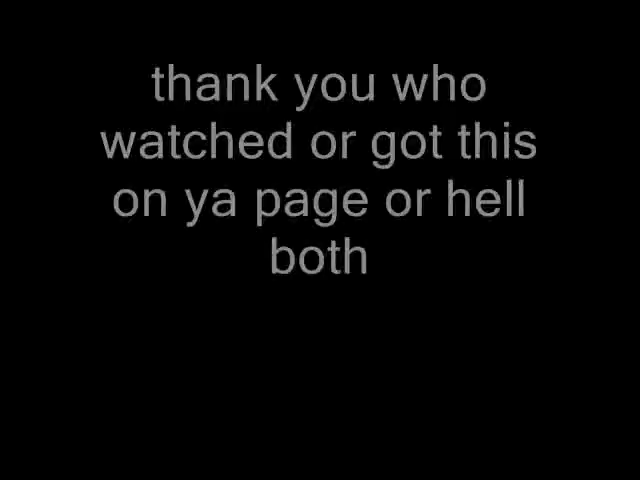 thank you who
watched or got this
on ya page or hell
both